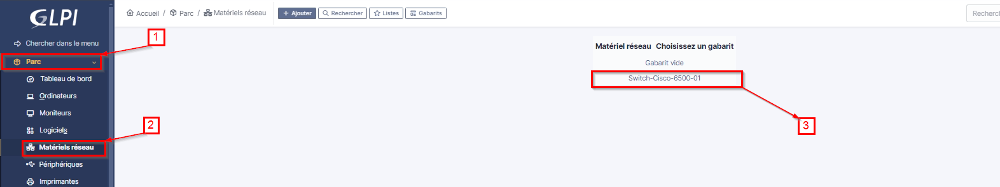 GLPI
Accueil / Parc / Matériels réseau
+ Ajouter
Rechercher
Listes
Gabarits
Recherch
1
Chercher dans le menu
Parc
Tableau de bord
Ordinateurs
Moniteurs
Logiciels
Matériels réseau
Périphériques
Imprimantes
2
Matériel réseau Choisissez un gabarit
Gabarit vide
Switch-Cisco-6500-01
3